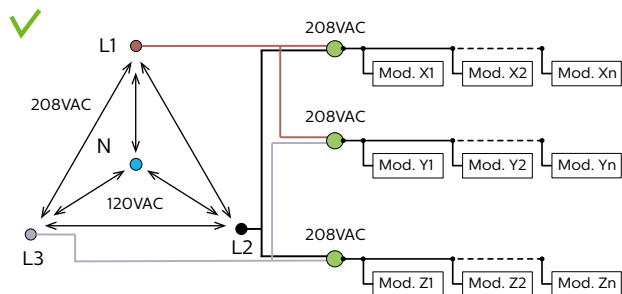 208VAC
L1
Mod. X1
Mod. X2
Mod. Xn
208VAC
208VAC
N
Mod. Y1
Mod. Y2
Mod. Yn
120VAC
L2
208VAC
L3
Mod. Z1
Mod. Z2
Mod. Zn